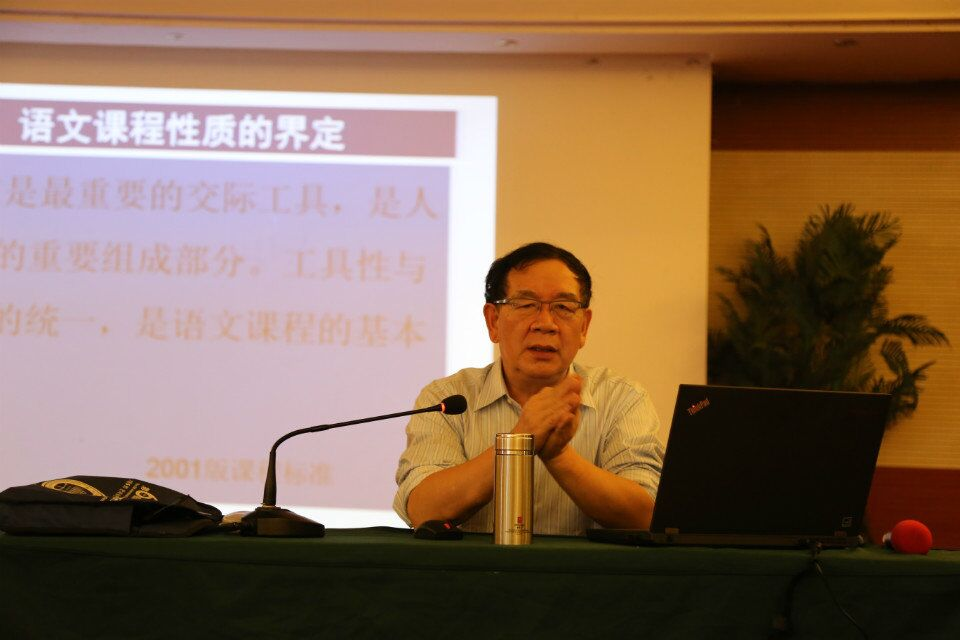 语文课程性质的界定
是最重要的交际工具，是人
的重要组成部分。工具性与
的统一，是语文课程的基本
2001版课程标准
ThinkPad